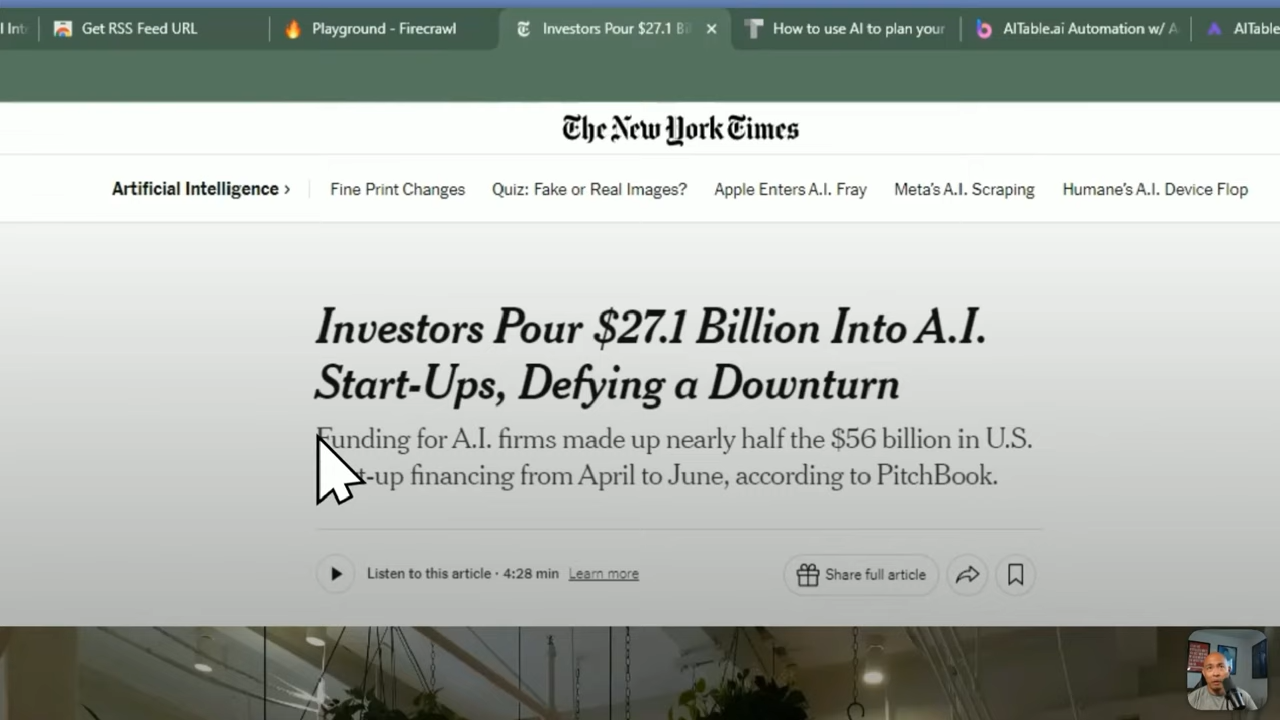 Get RSS Feed URL
Playground - Firecrawl
Investors Pour $27.1
How to use AI to plan your
AITable.ai Automation w/
AITable
The New York Times
Artificial Intelligence ›
Fine Print Changes
Quiz: Fake or Real Images?
Apple Enters A.I. Fray
Meta's A.I. Scraping
Humane's A.I. Device Flop
Investors Pour $27.1 Billion Into A.I.
Start-Ups, Defying a Downturn
Funding for A.I. firms made up nearly half the $56 billion in U.S.
-up financing from April to June, according to PitchBook.
Listen to this article · 4:28 min Learn more
Share full article